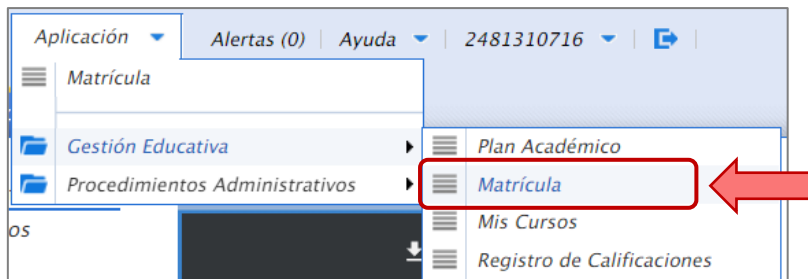 Aplicación Alertas (0) Ayuda 2481310716
Matrícula
Gestión Educativa
Procedimientos Administrativos
Plan Académico
Matrícula
Mis Cursos
Registro de Calificaciones
os